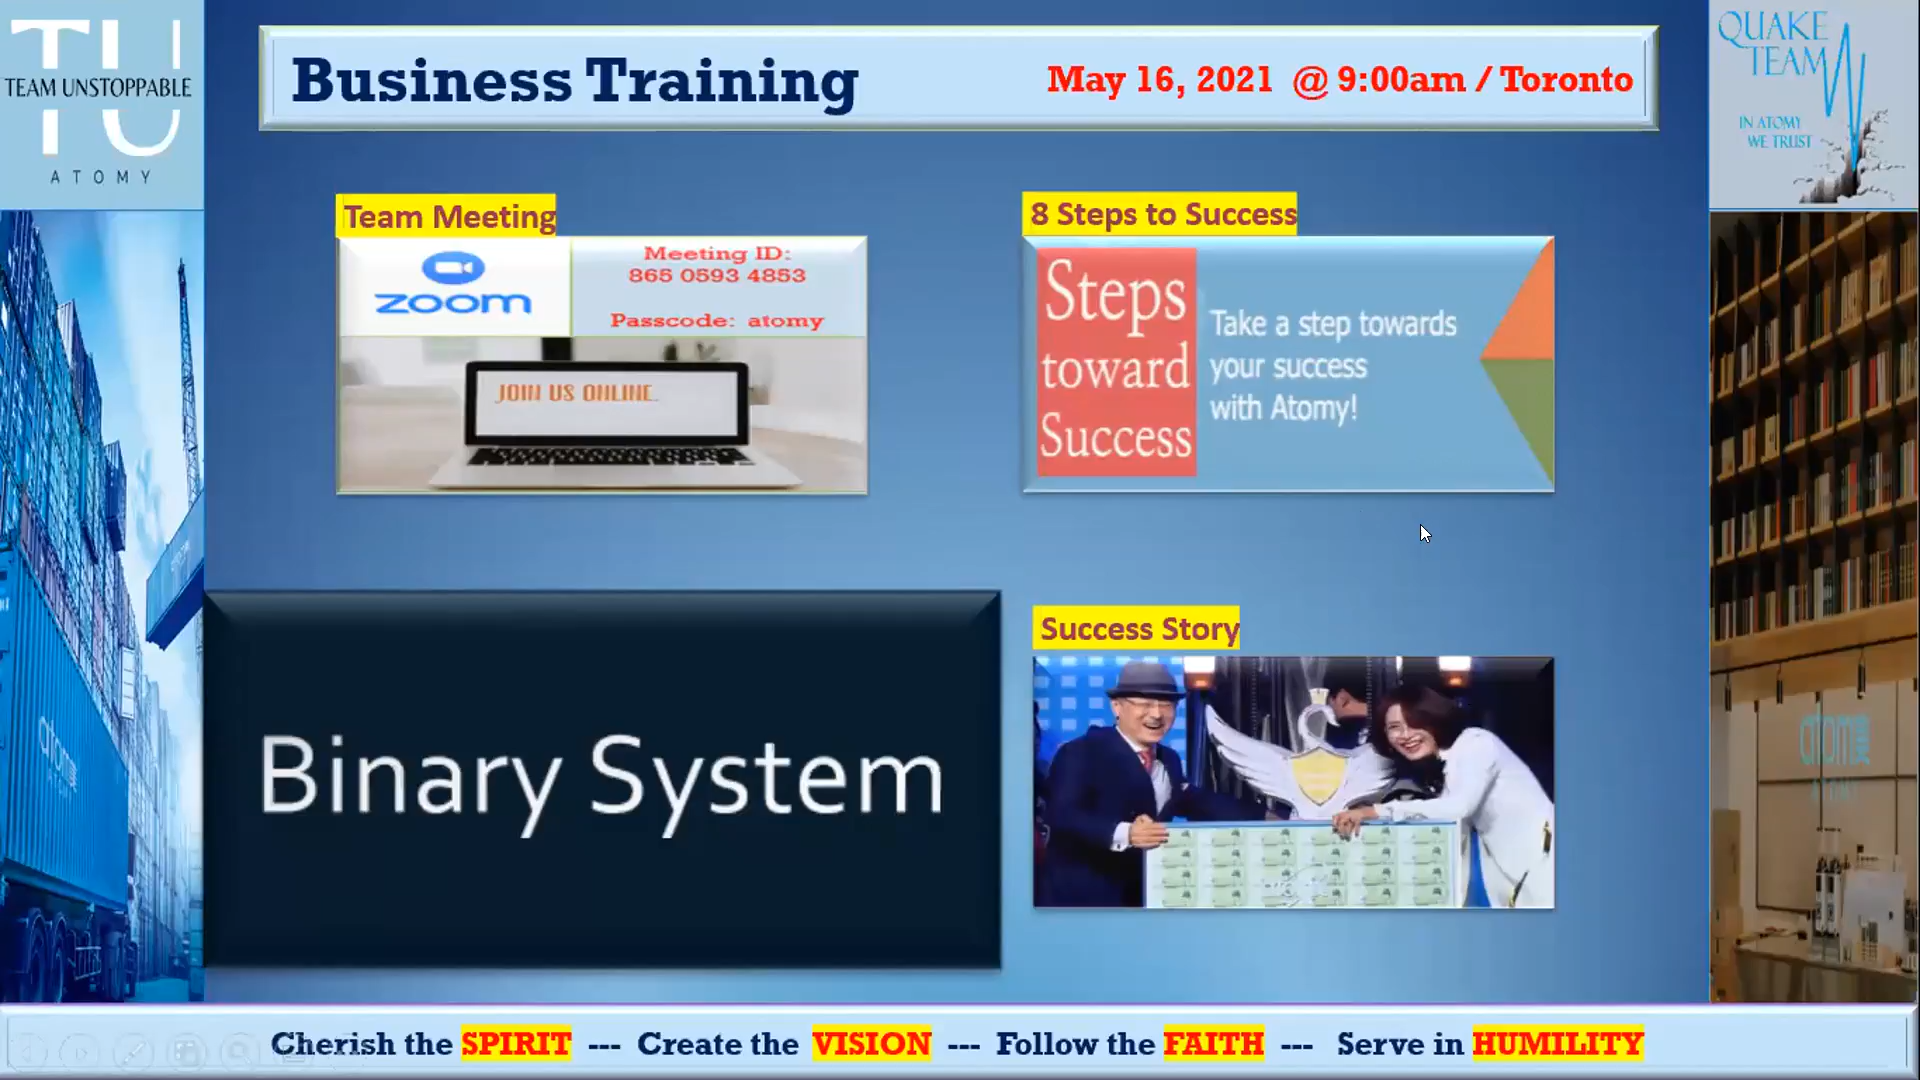 TU
TEAM UNSTOPPABLE
ATOMY
Business Training
May 16, 2021 @ 9:00am / Toronto
QUAKE
TEAM
IN ATOMY
WE TRUST
Team Meeting
zoom
Meeting ID:
865 0593 4853
Passcode: atomy
JOIN US ONLINE.
8 Steps to Success
Steps
toward
Success
Take a step towards
your success
with Atomy!
Binary System
Success Story
Cherish the SPIRIT --- Create the VISION --- Follow the FAITH --- Serve in HUMILITY